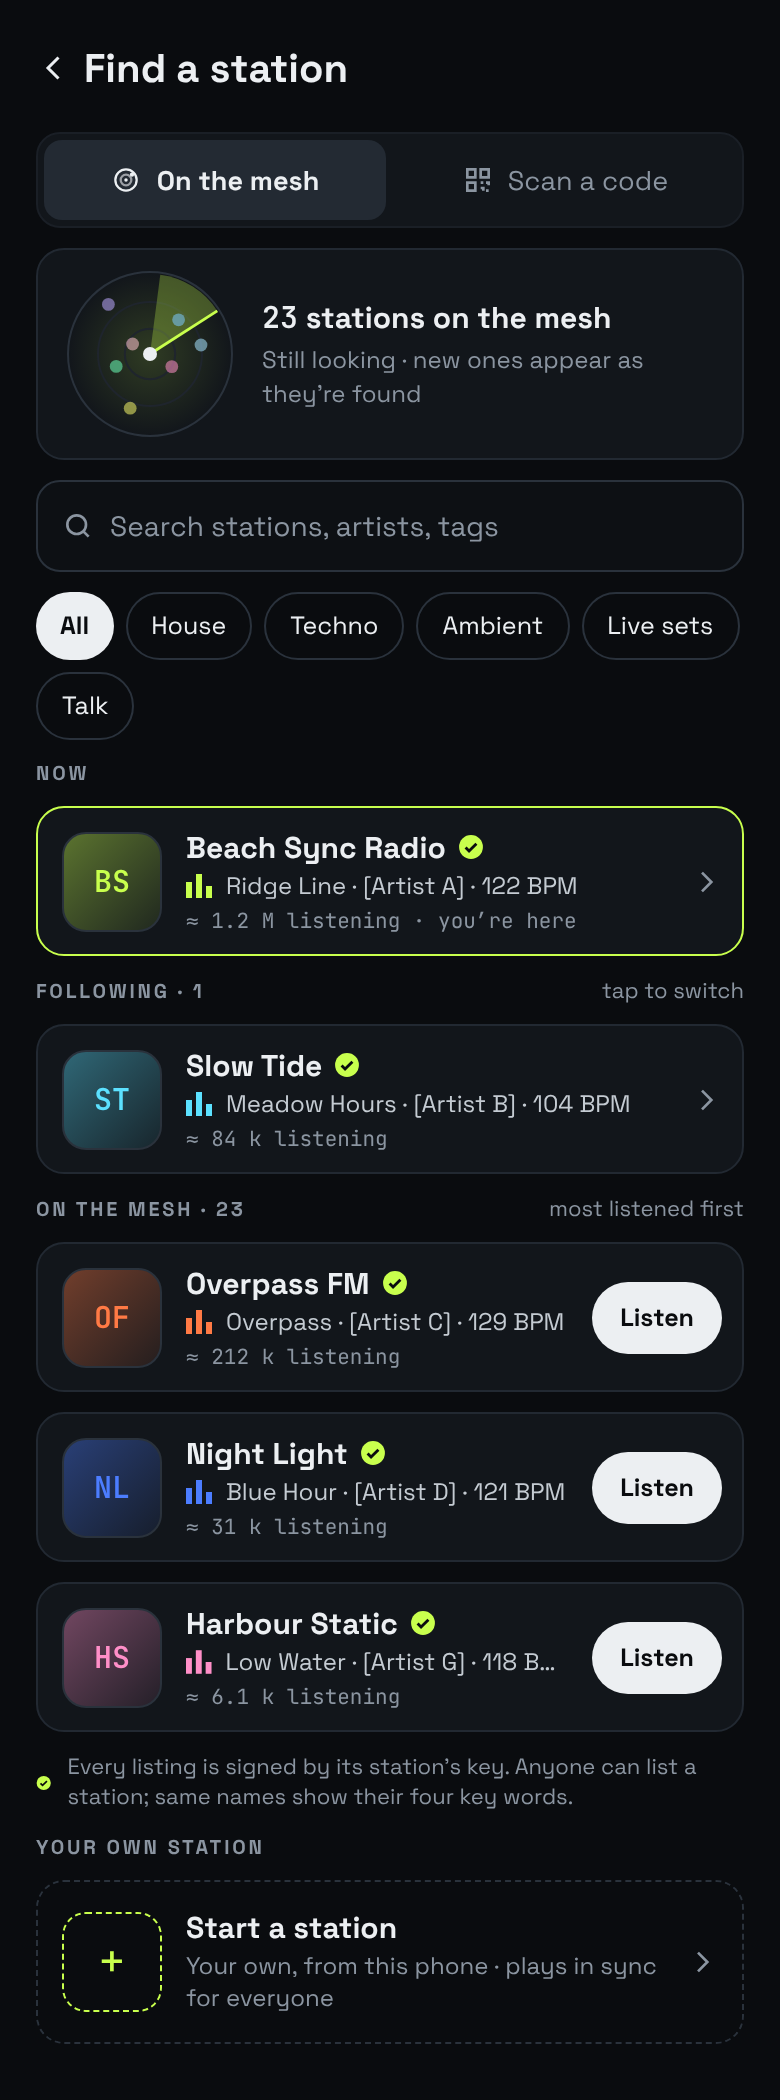 Find a station
On the mesh
Scan a code
23 stations on the mesh
Still looking · new ones appear as
they’re found
Search stations, artists, tags
All
House
Techno
Ambient
Live sets
Talk
NOW
BS
Beach Sync Radio
Ridge Line · [Artist A] · 122 BPM
≈ 1.2 M listening · you’re here
FOLLOWING · 1
tap to switch
ST
Slow Tide
Meadow Hours · [Artist B] · 104 BPM
≈ 84 k listening
ON THE MESH · 23
most listened first
OF
Overpass FM
Overpass · [Artist C] · 129 BPM
≈ 212 k listening
Listen
NL
Night Light
Blue Hour · [Artist D] · 121 BPM
≈ 31 k listening
Listen
HS
Harbour Static
Low Water · [Artist G] · 118 B…
≈ 6.1 k listening
Listen
Every listing is signed by its station’s key. Anyone can list a
station; same names show their four key words.
YOUR OWN STATION
+
Start a station
Your own, from this phone · plays in sync
for everyone